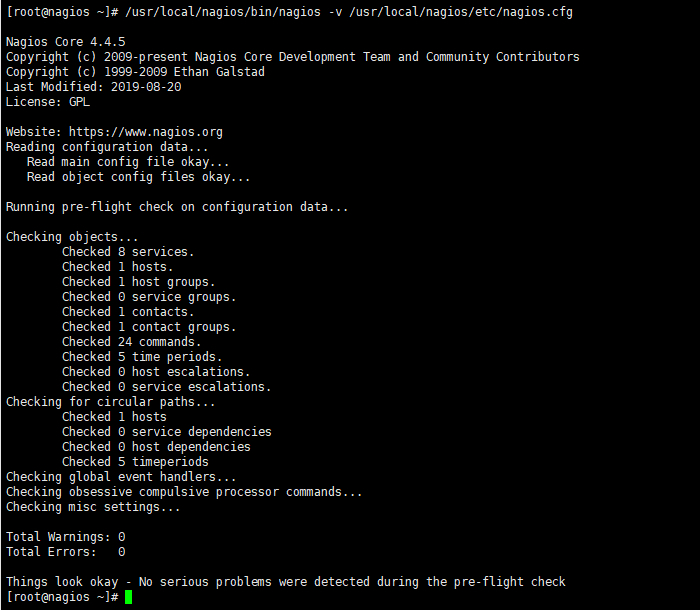 [root@nagios ~]# /usr/local/nagios/bin/nagios -v /usr/local/nagios/etc/nagios.cfg
Nagios Core 4.4.5
Copyright (c) 2009-present Nagios Core Development Team and Community Contributors
Copyright (c) 1999-2009 Ethan Galstad
Last Modified: 2019-08-20
License: GPL
Website: https://www.nagios.org
Reading configuration data...
Read main config file okay...
Read object config files okay...
Running pre-flight check on configuration data...
Checking objects...
Checked 8 services.
Checked 1 hosts.
Checked 1 host groups.
Checked 0 service groups.
Checked 1 contacts.
Checked 1 contact groups.
Checked 24 commands.
Checked 5 time periods.
Checked 0 host escalations.
Checked 0 service escalations.
Checking for circular paths...
Checked 1 hosts
Checked 0 service dependencies
Checked 0 host dependencies
Checked 5 timeperiods
Checking global event handlers...
Checking obsessive compulsive processor commands...
Checking misc settings...
Total Warnings: 0
Total Errors:   0
Things look okay - No serious problems were detected during the pre-flight check
[root@nagios ~]#